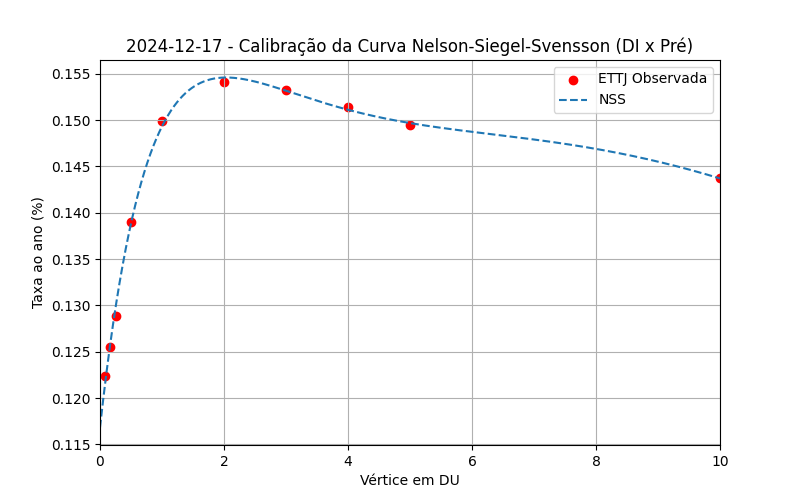 2024-12-17 - Calibração da Curva Nelson-Siegel-Svensson (DI x Pré)
ETTJ Observada
NSS
Taxa ao ano (%)
0.155
0.150
0.145
0.140
0.135
0.130
0.125
0.120
0.115
0 2 4 6 8 10
Vértice em DU